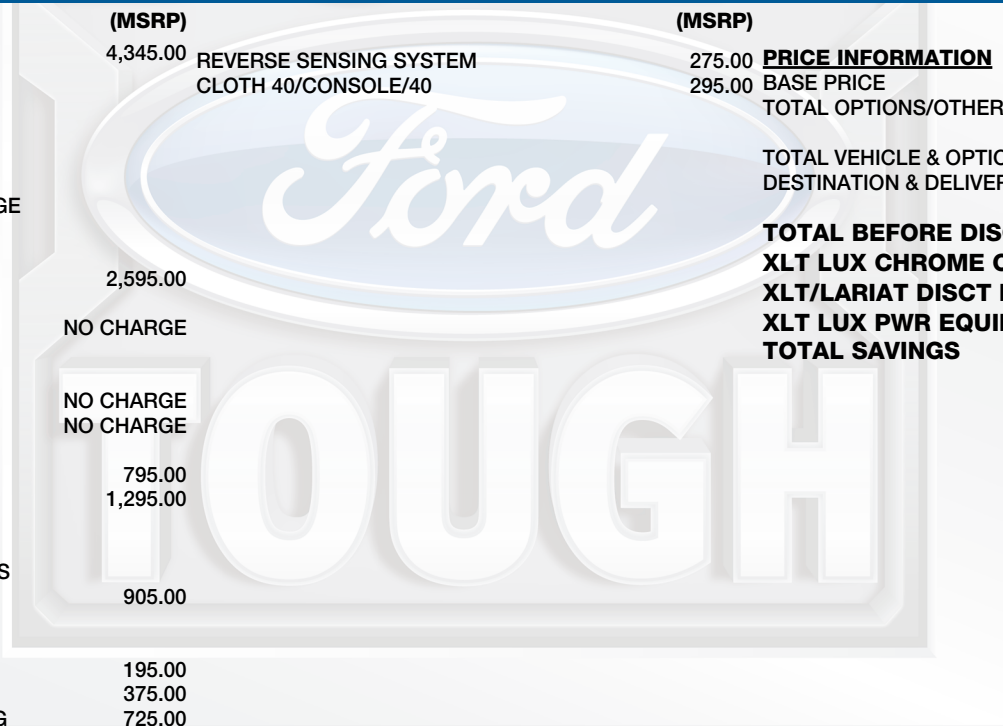 (MSRP)
4,345.00
GE
2,595.00
NO CHARGE
NO CHARGE
NO CHARGE
795.00
1,295.00
S
905.00
195.00
375.00
G 725.00
(MSRP)
REVERSE SENSING SYSTEM 275.00
CLOTH 40/CONSOLE/40 295.00
PRICE INFORMATION
BASE PRICE
TOTAL OPTIONS/OTHER
TOTAL VEHICLE & OPTIO
DESTINATION & DELIVER
TOTAL BEFORE DIS
XLT LUX CHROME
XLT/LARIAT DISCT
XLT LUX PWR EQUI
TOTAL SAVINGS
Ford
TOUGH